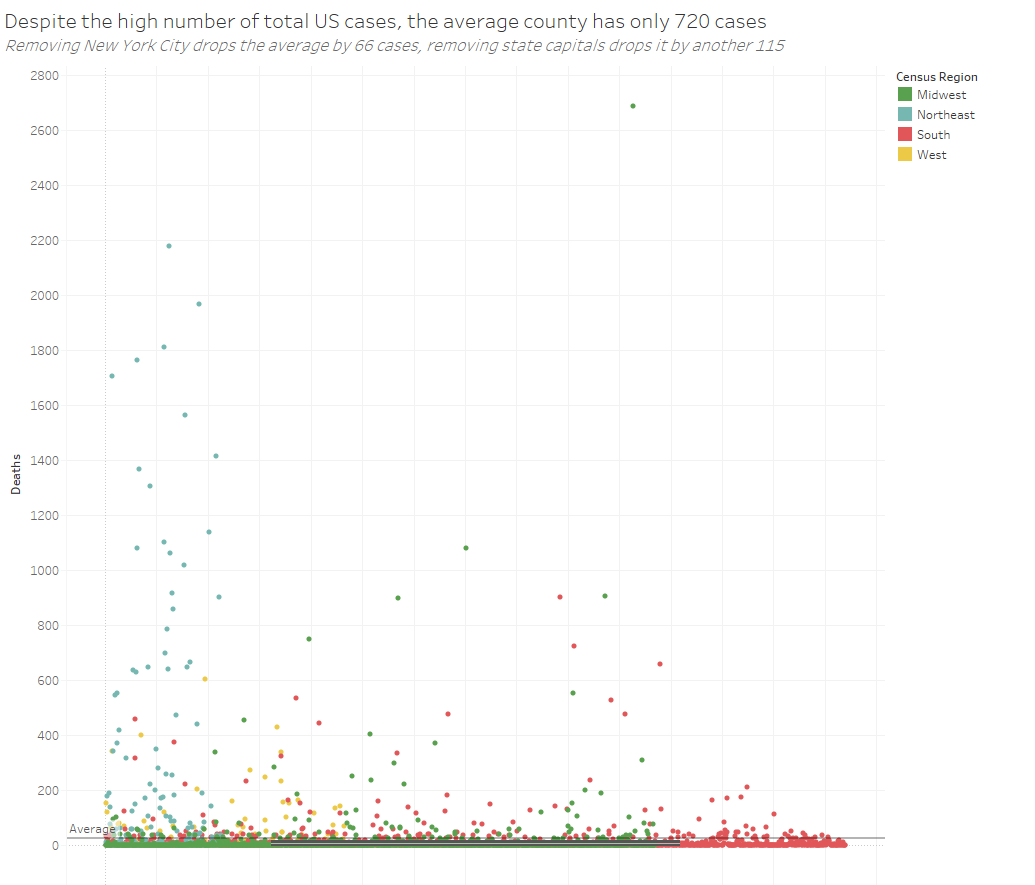 Despite the high number of total US cases, the average county has only 720 cases
Removing New York City drops the average by 66 cases, removing state capitals drops it by another 115
Census Region
Midwest
Northeast
South
West
2800
2600
2400
2200
2000
1800
1600
1400
1200
1000
800
600
400
200
0
Deaths
Average